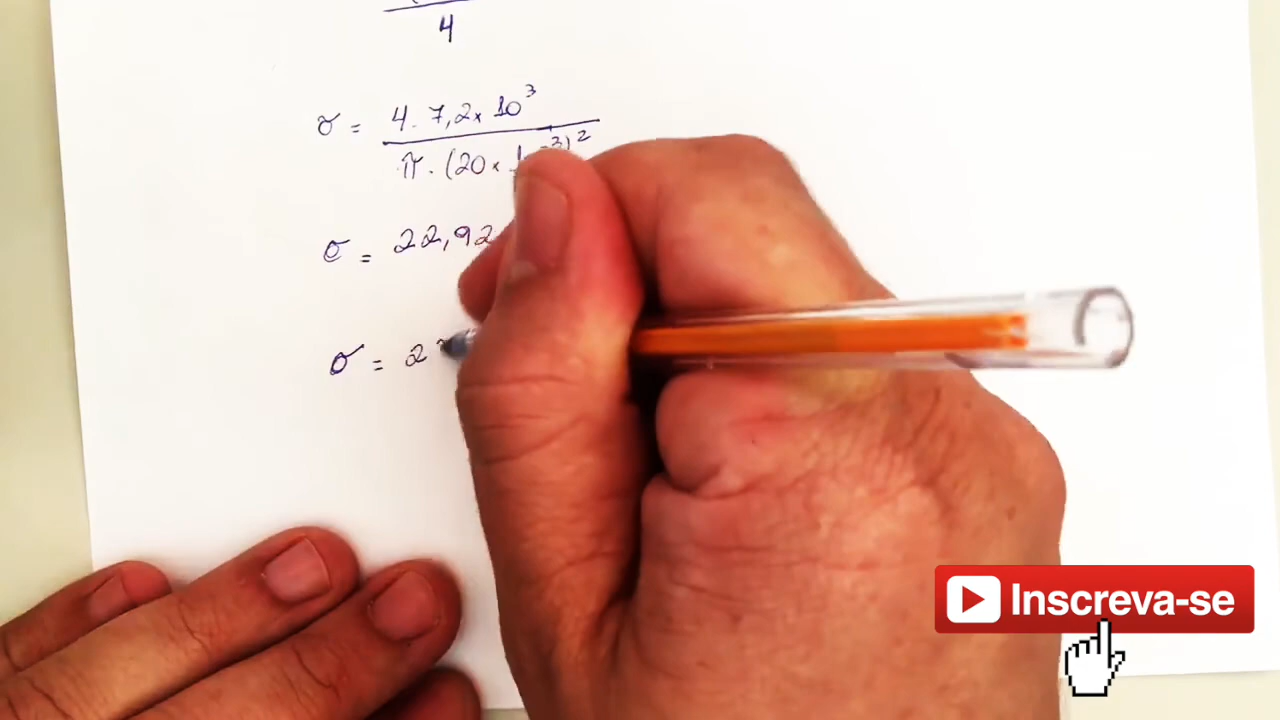 4
σ = 4 . 7,2 × 10³
π . (20 ×
σ = 22,92
σ = 2
Inscreva-se